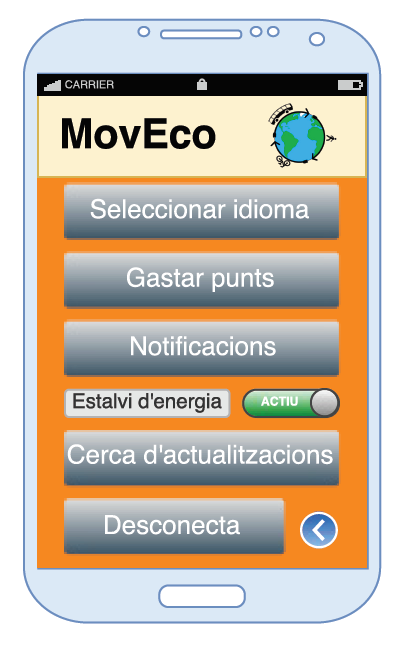 CARRIER
MovEco
Seleccionar idioma
Gastar punts
Notificacions
Estalvi d'energia ACTIU
Cerca d'actualitzacions
Desconecta